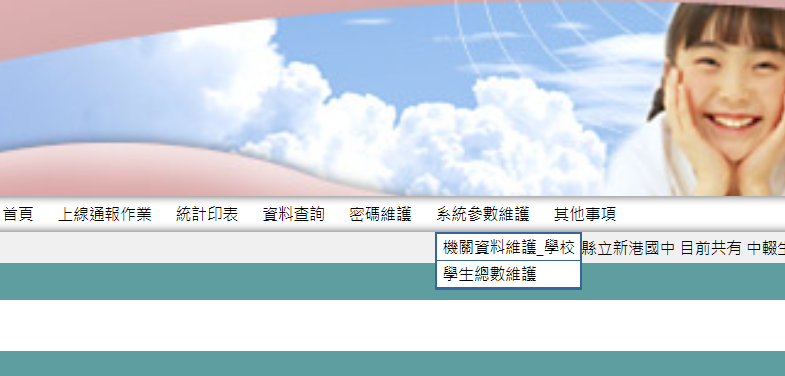 首頁 上線通報作業 統計印表 資料查詢 密碼維護 系統參數維護 其他事項
機關資料維護_學校 縣立新港國中 目前共有 中輟生
學生總數維護